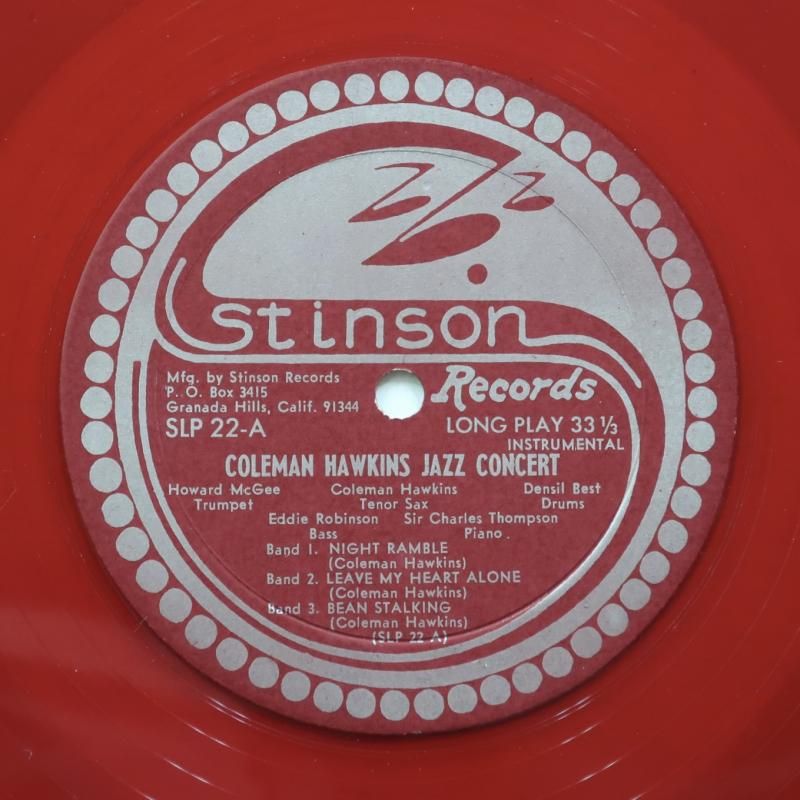 Stinson
Records
Mfg. by Stinson Records
P. O. Box 3415
Granada Hills, Calif. 91344
SLP 22-A
LONG PLAY 33 ⅓
INSTRUMENTAL
COLEMAN HAWKINS JAZZ CONCERT
Howard McGee Coleman Hawkins Densil Best
Trumpet Tenor Sax Drums
Eddie Robinson Sir Charles Thompson
Bass Piano.
Band 1. NIGHT RAMBLE
(Coleman Hawkins)
Band 2. LEAVE MY HEART ALONE
(Coleman Hawkins)
Band 3. BEAN STALKING
(Coleman Hawkins)
(SLP 22 A)